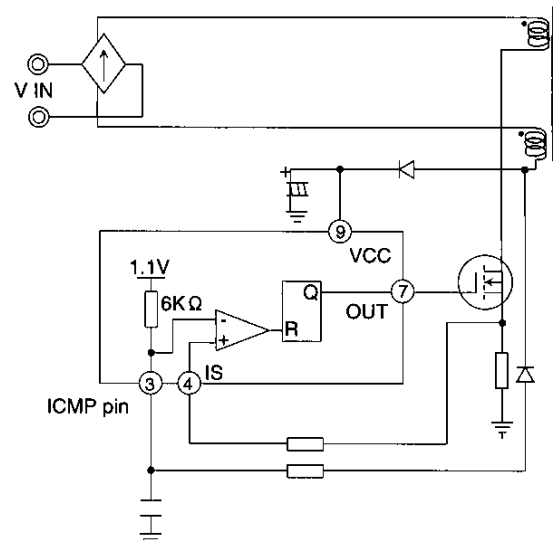 V IN
+
9
VCC
1.1V
6KΩ
Q
7
OUT
-
+
R
3
4
IS
ICMP pin